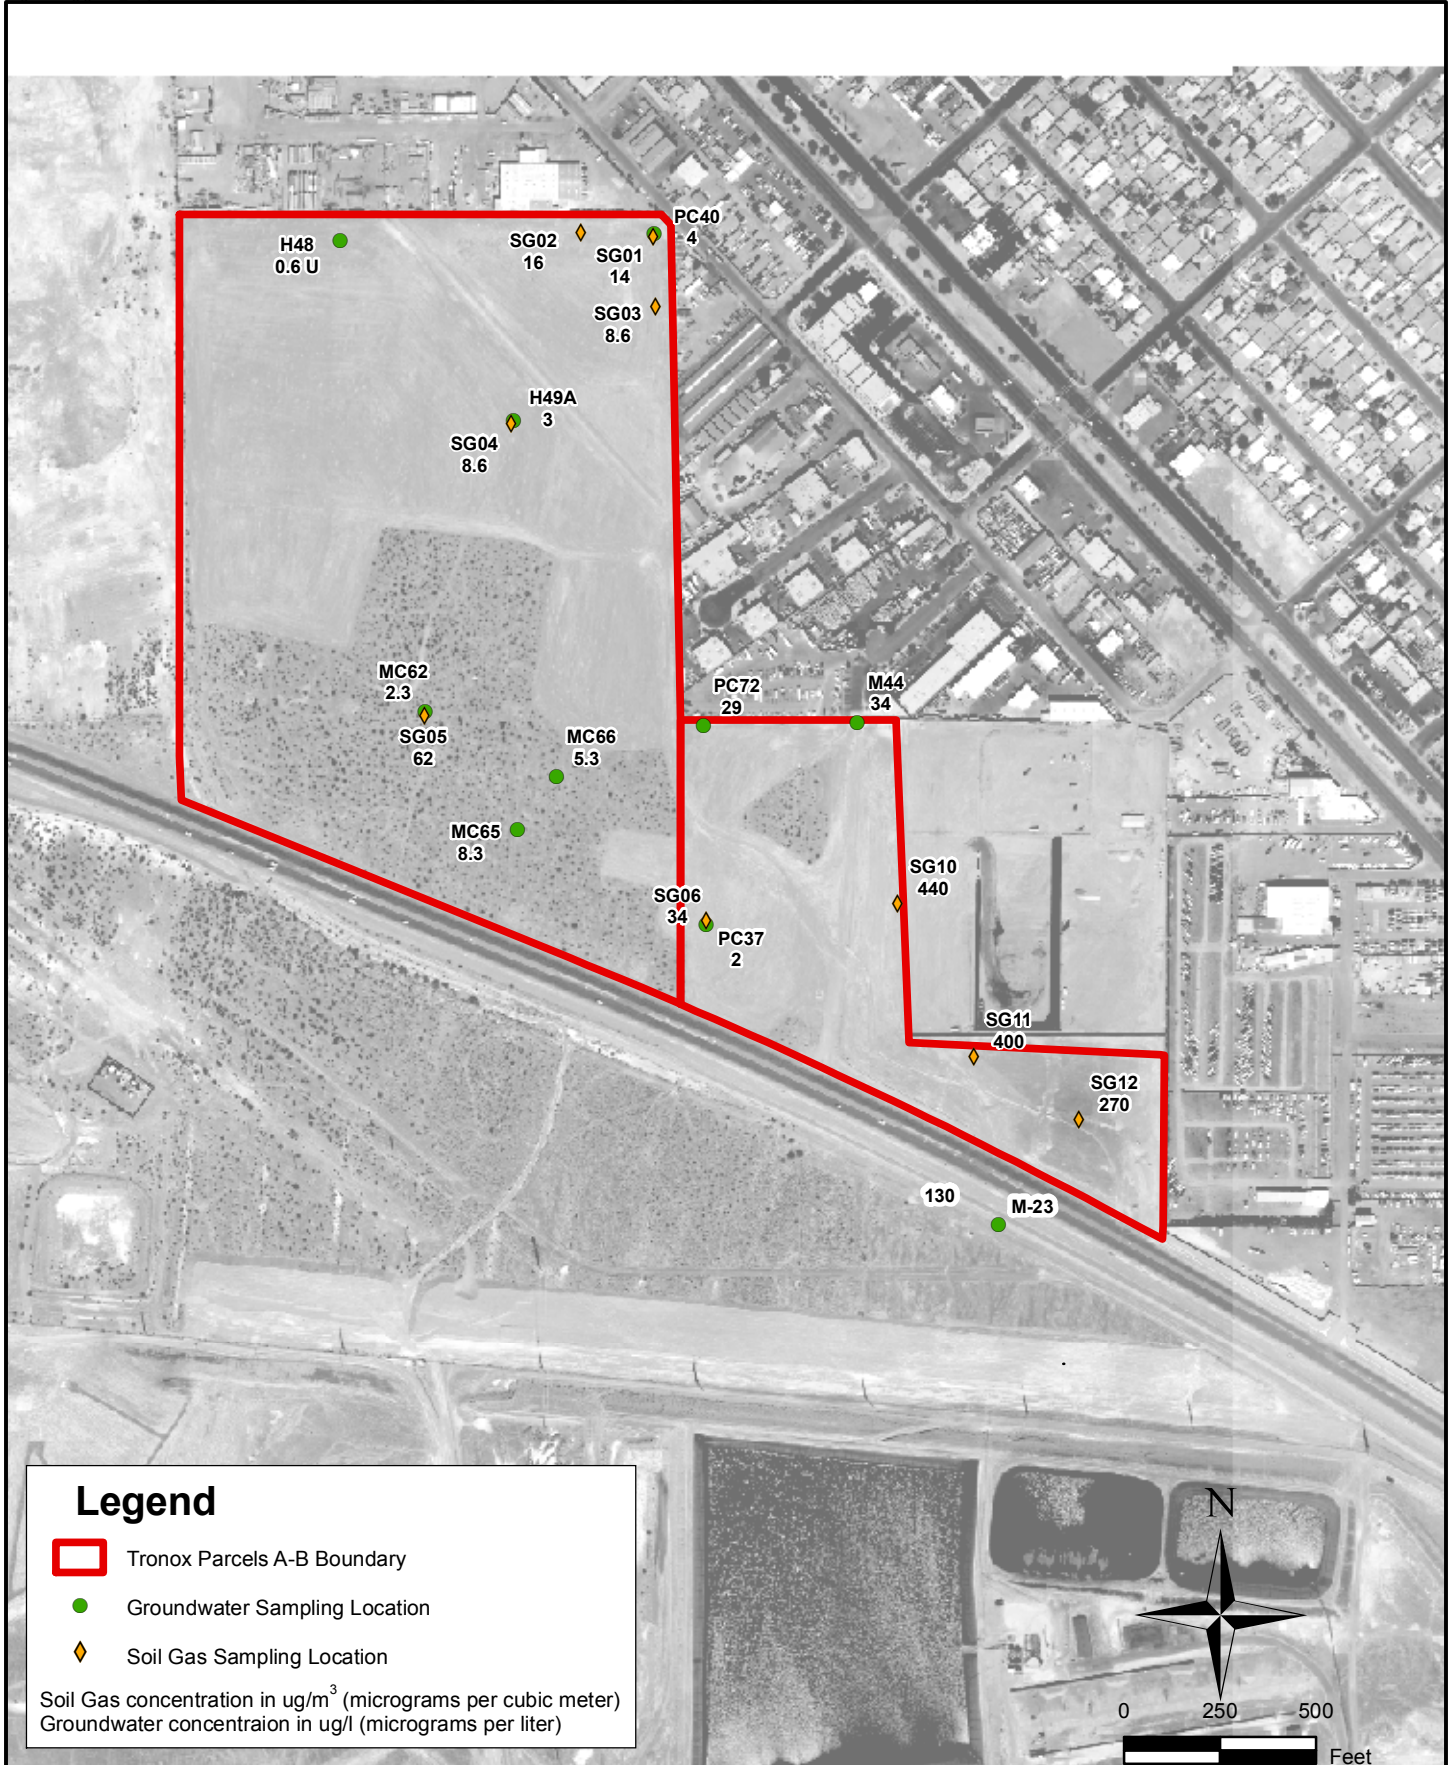 PC40
4
H48
0.6 U
SG02
16
SG01
14
SG03
8.6
H49A
3
SG04
8.6
MC62
2.3
SG05
62
MC66
5.3
MC65
8.3
PC72
29
M44
34
SG10
440
SG06
34
PC37
2
SG11
400
SG12
270
130
M-23
Legend
Tronox Parcels A-B Boundary
Groundwater Sampling Location
Soil Gas Sampling Location
Soil Gas concentration in ug/m³ (micrograms per cubic meter)
Groundwater concentraion in ug/l (micrograms per liter)
N
0 250 500
Feet